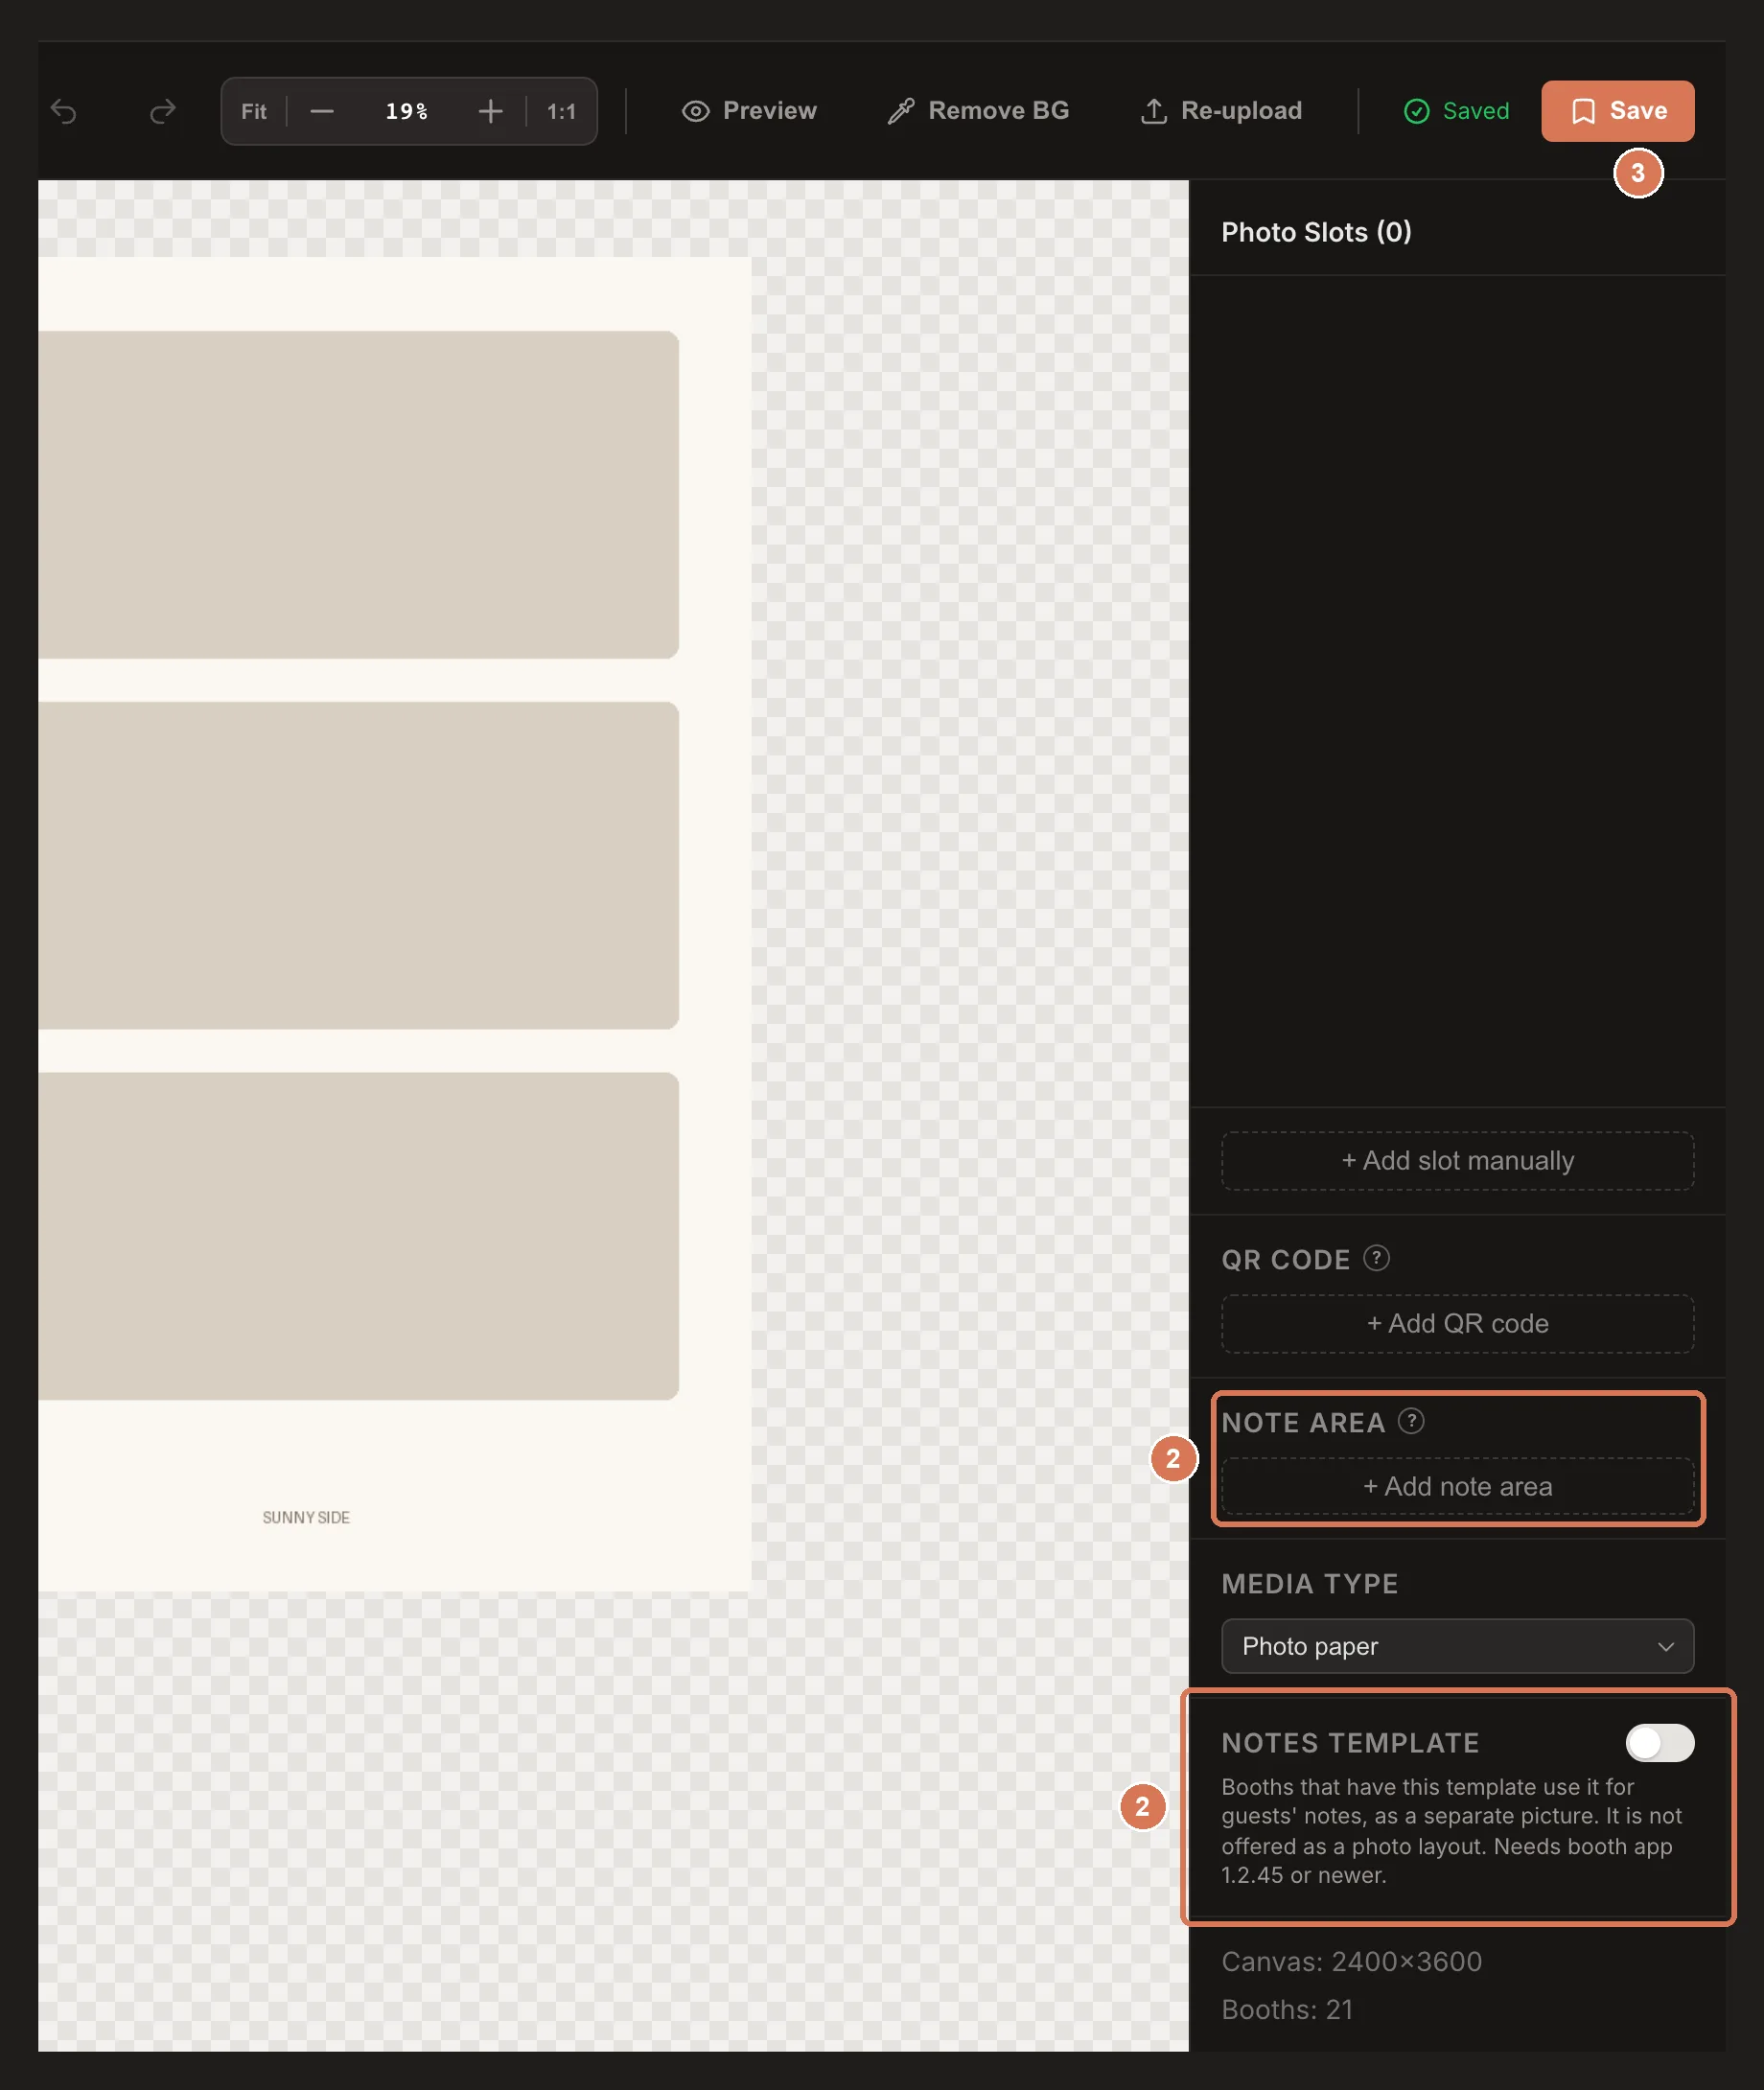 Fit
19%
1:1
Preview
Remove BG
Re-upload
Saved
Save
3
Photo Slots (0)
+ Add slot manually
QR CODE ?
+ Add QR code
NOTE AREA ?
2
+ Add note area
SUNNY SIDE
MEDIA TYPE
Photo paper
NOTES TEMPLATE
2
Booths that have this template use it for
guests' notes, as a separate picture. It is not
offered as a photo layout. Needs booth app
1.2.45 or newer.
Canvas: 2400×3600
Booths: 21